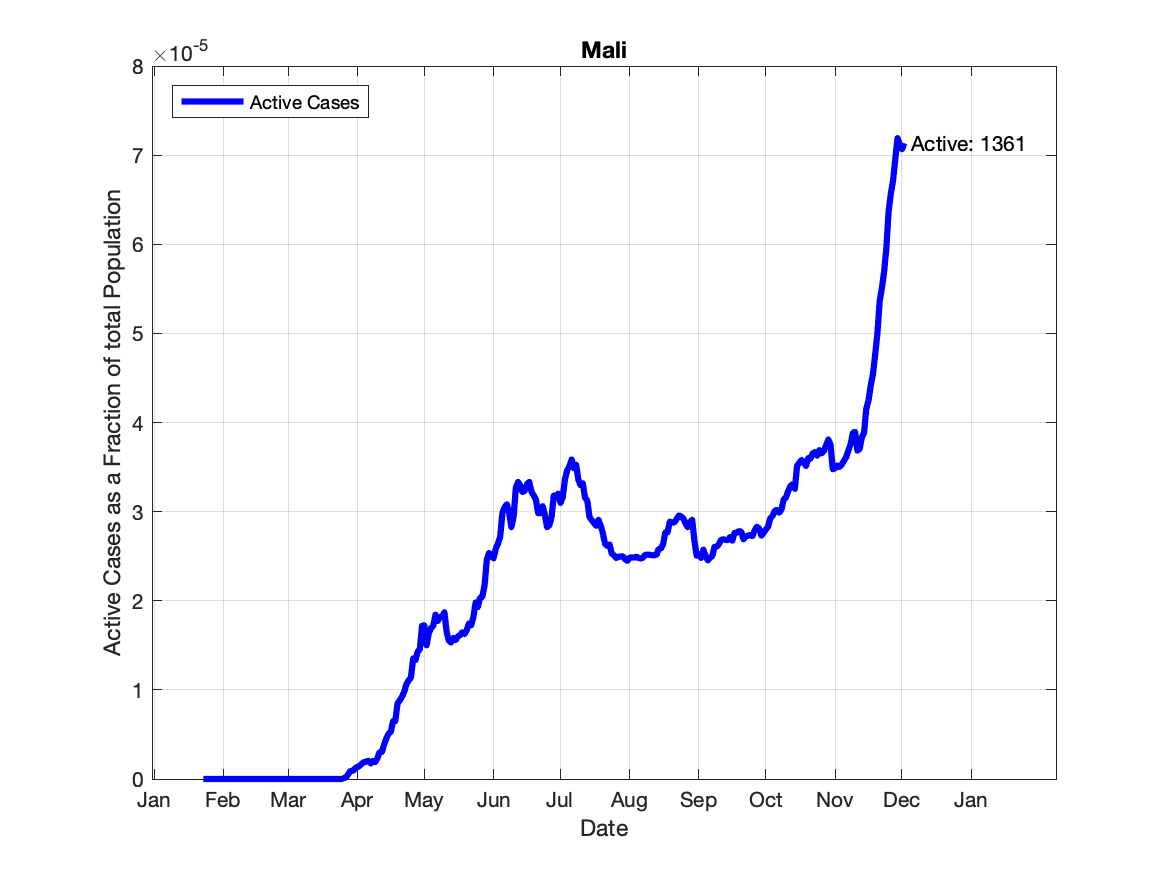 Mali
×10-5
Active Cases
Active: 1361
8
7
6
5
4
3
2
1
0
Active Cases as a Fraction of total Population
Jan Feb Mar Apr May Jun Jul Aug Sep Oct Nov Dec Jan
Date